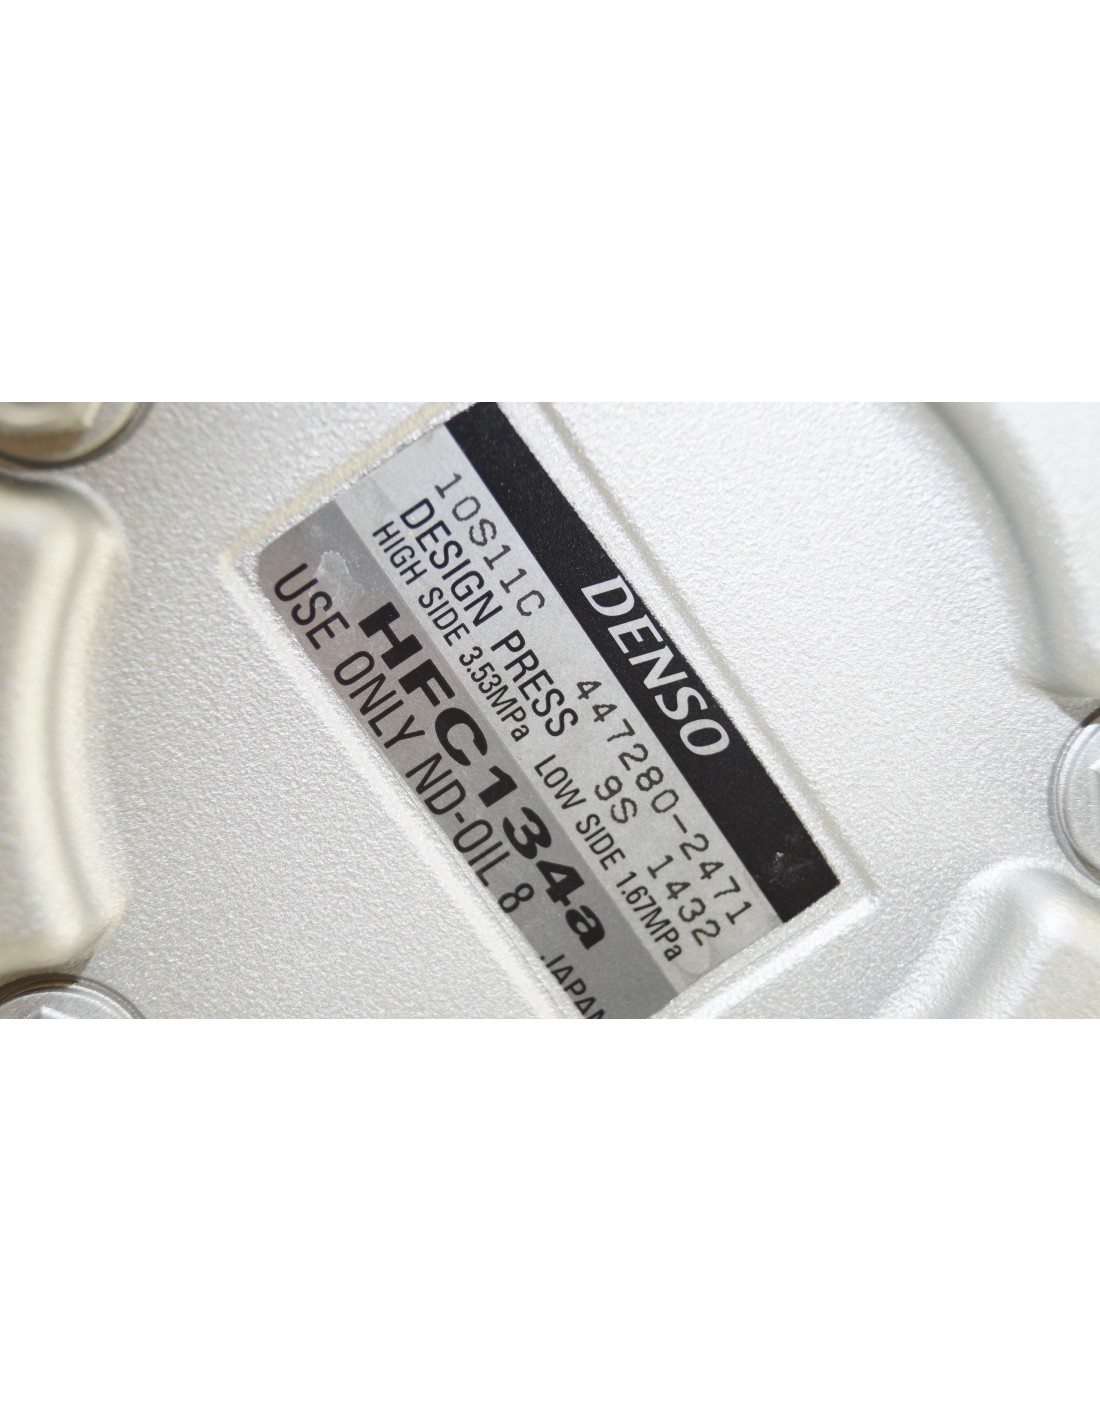 DENSO
10S11C 447280-2471
DESIGN PRESS 9S 1432
HIGH SIDE 3.53MPa LOW SIDE 1.67MPa
HFC134a
USE ONLY ND-OIL 8 JAPAN